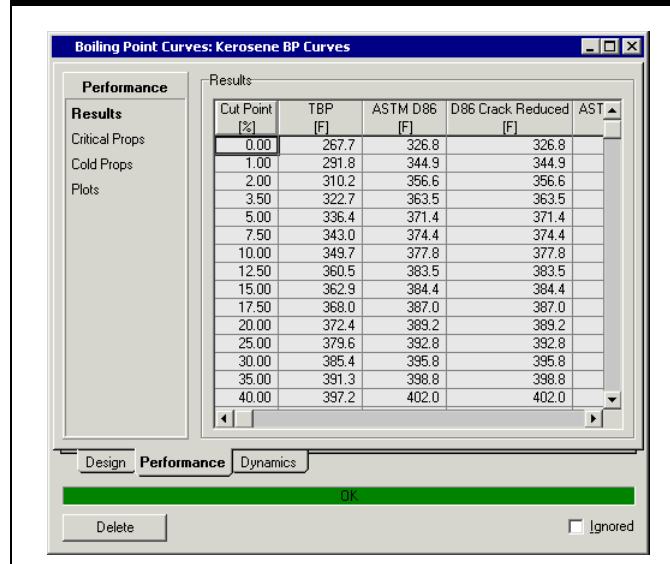 Boiling Point Curves: Kerosene BP Curves
Performance
Results
Critical Props
Cold Props
Plots
Results
Cut Point [%] TBP [F] ASTM D86 [F] D86 Crack Reduced [F] AST
0.00 267.7 326.8 326.8
1.00 291.8 344.9 344.9
2.00 310.2 356.6 356.6
3.50 322.7 363.5 363.5
5.00 336.4 371.4 371.4
7.50 343.0 374.4 374.4
10.00 349.7 377.8 377.8
12.50 360.5 383.5 383.5
15.00 362.9 384.4 384.4
17.50 368.0 387.0 387.0
20.00 372.4 389.2 389.2
25.00 379.6 392.8 392.8
30.00 385.4 395.8 395.8
35.00 391.3 398.8 398.8
40.00 397.2 402.0 402.0
Design Performance Dynamics
OK
Delete Ignored